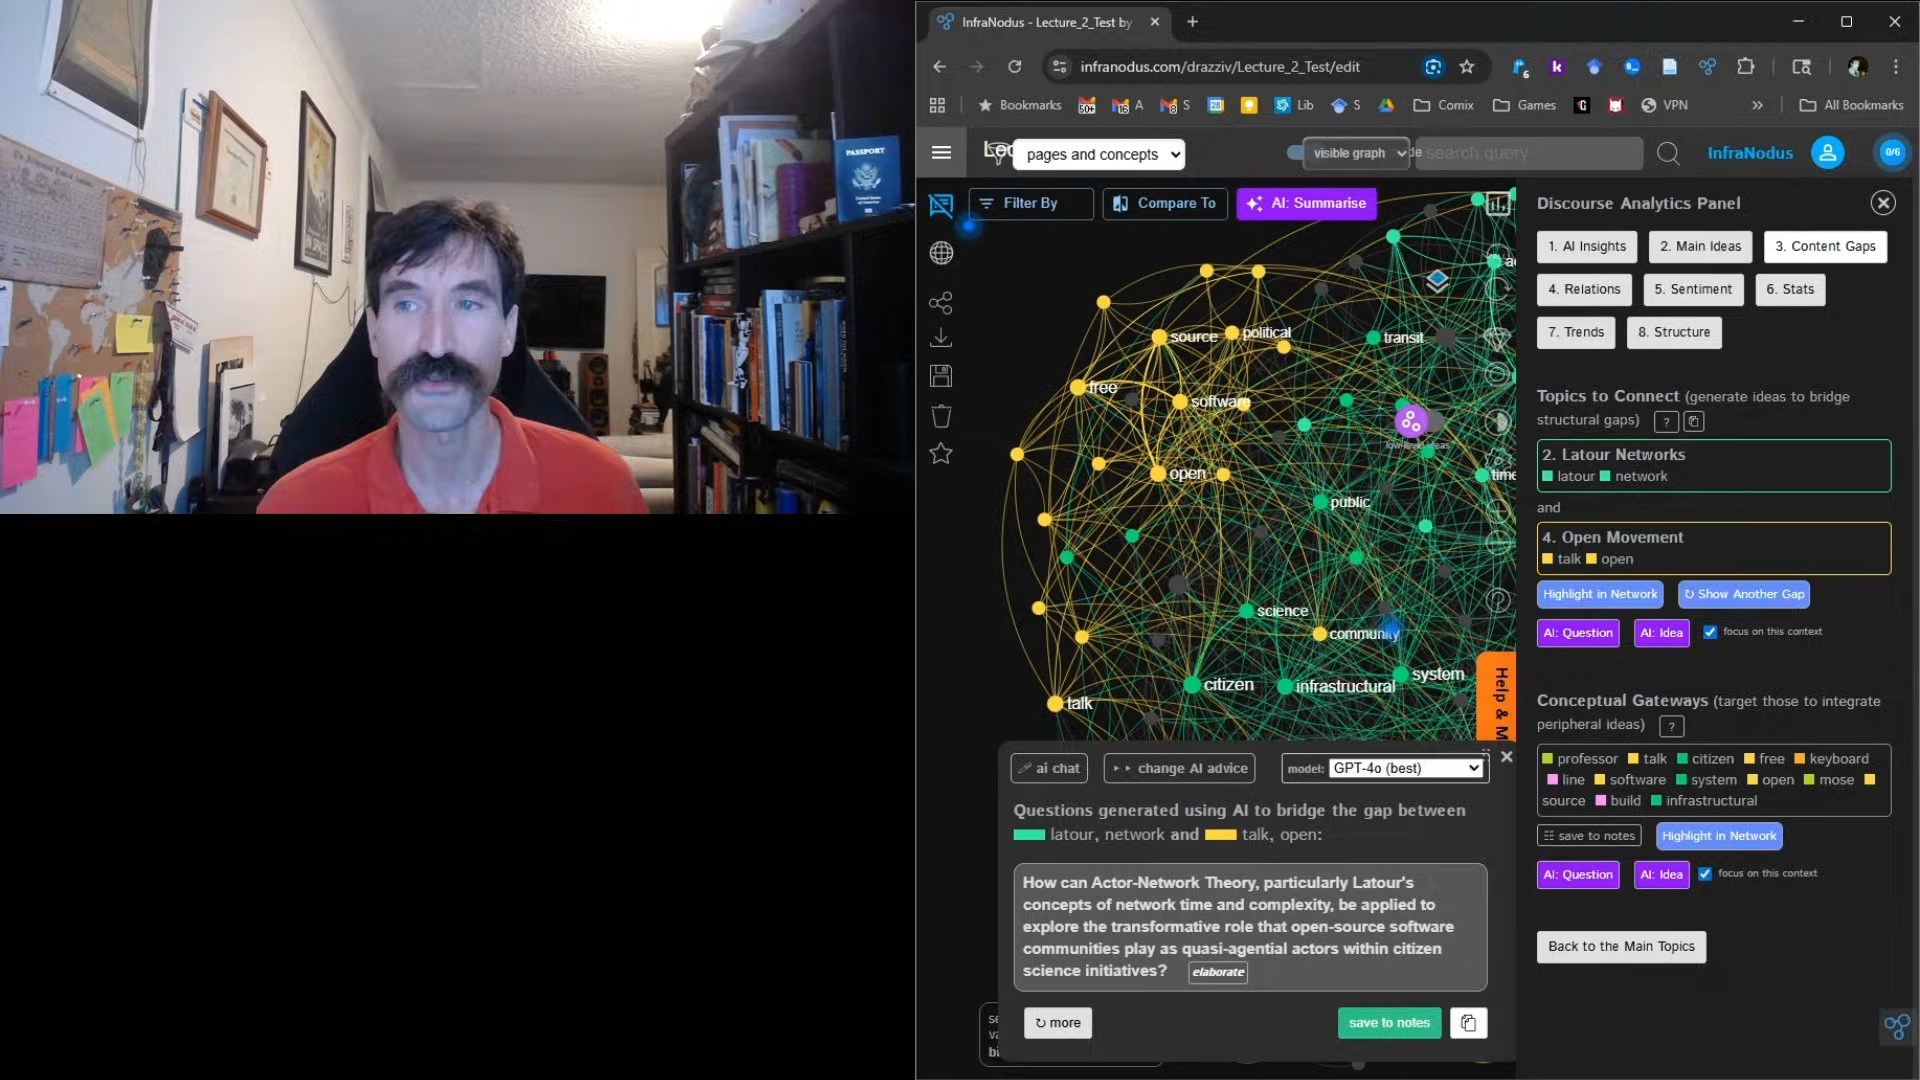 PASSPORT
InfraNodus - Lecture_2_Test by
infranodus.com/drazziv/Lecture_2_Test/edit
6
Bookmarks
50+
16
A
8
S
28
Lib
S
Comix
Games
VPN
All Bookmarks
pages and concepts
visible graph
de
search query
InfraNodus
0/6
Filter By
Compare To
AI: Summarise
source
political
transit
free
software
open
public
time
science
community
citizen
infrastructural
system
talk
Help & M
Discourse Analytics Panel
1. AI Insights
2. Main Ideas
3. Content Gaps
4. Relations
5. Sentiment
6. Stats
7. Trends
8. Structure
Topics to Connect (generate ideas to bridge
structural gaps) ?
2. Latour Networks
latour network
and
4. Open Movement
talk open
Highlight in Network
↻ Show Another Gap
AI: Question
AI: Idea
focus on this context
Conceptual Gateways (target those to integrate
peripheral ideas) ?
professor talk citizen free keyboard
line software system open mose
source build infrastructural
save to notes
Highlight in Network
AI: Question
AI: Idea
focus on this context
Back to the Main Topics
ai chat
change AI advice
model: GPT-4o (best)
Questions generated using AI to bridge the gap between
latour, network and talk, open:
How can Actor-Network Theory, particularly Latour's
concepts of network time and complexity, be applied to
explore the transformative role that open-source software
communities play as quasi-agential actors within citizen
science initiatives? elaborate
↻ more
save to notes